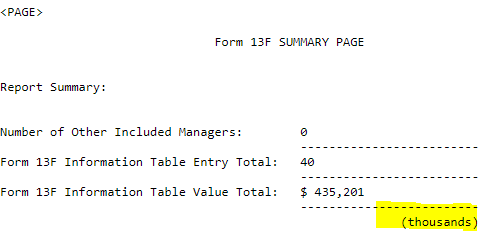 <PAGE>
Form 13F SUMMARY PAGE
Report Summary:
Number of Other Included Managers: 0
------------------------
Form 13F Information Table Entry Total: 40
------------------------
Form 13F Information Table Value Total: $ 435,201
------------------------
(thousands)